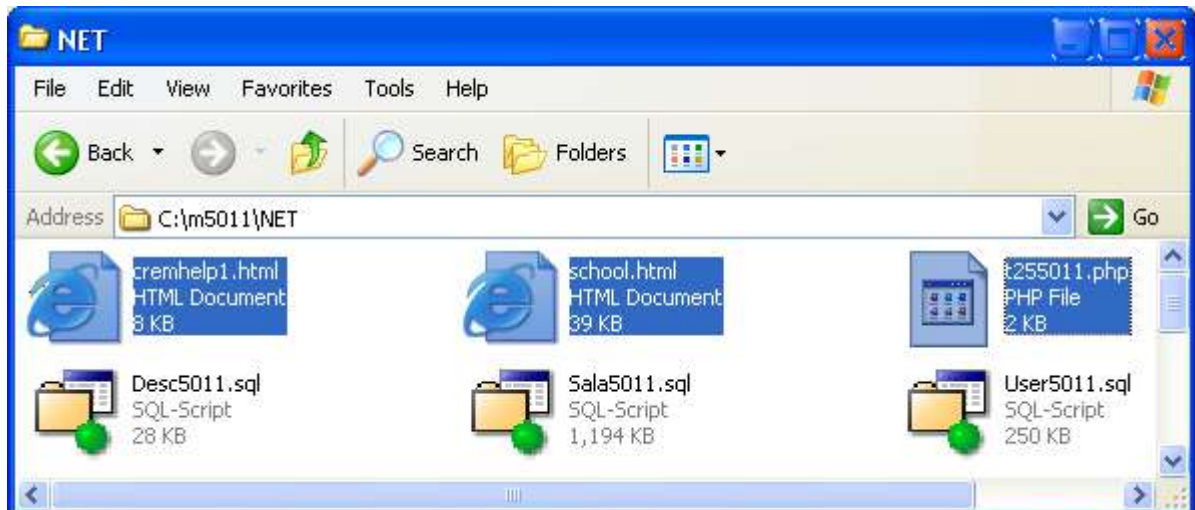 NET
File Edit View Favorites Tools Help
Back Search Folders
Address C:\m5011\NET Go
cremhelp1.html school.html t255011.php
HTML Document HTML Document PHP File
8 KB 39 KB 2 KB
Desc5011.sql Sala5011.sql User5011.sql
SQL-Script SQL-Script SQL-Script
28 KB 1,194 KB 250 KB